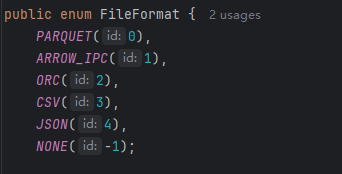 public enum FileFormat { 2 usages
PARQUET( id: 0),
ARROW_IPC( id: 1),
ORC( id: 2),
CSV( id: 3),
JSON( id: 4),
NONE( id: -1);